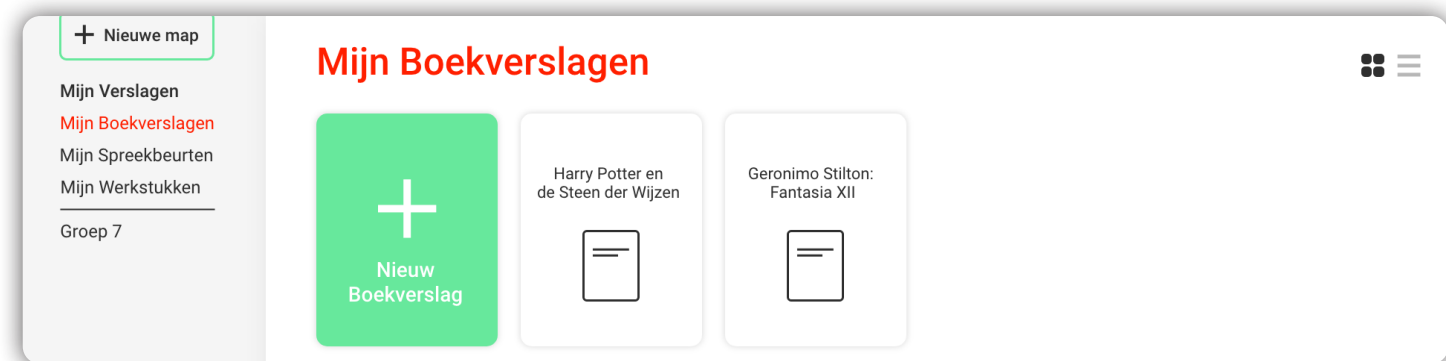 Nieuwe map
Mijn Verslagen
Mijn Boekverslagen
Mijn Spreekbeurten
Mijn Werkstukken
Groep 7
Mijn Boekverslagen
Nieuw
Boekverslag
Harry Potter en
de Steen der Wijzen
Geronimo Stilton:
Fantasia XII